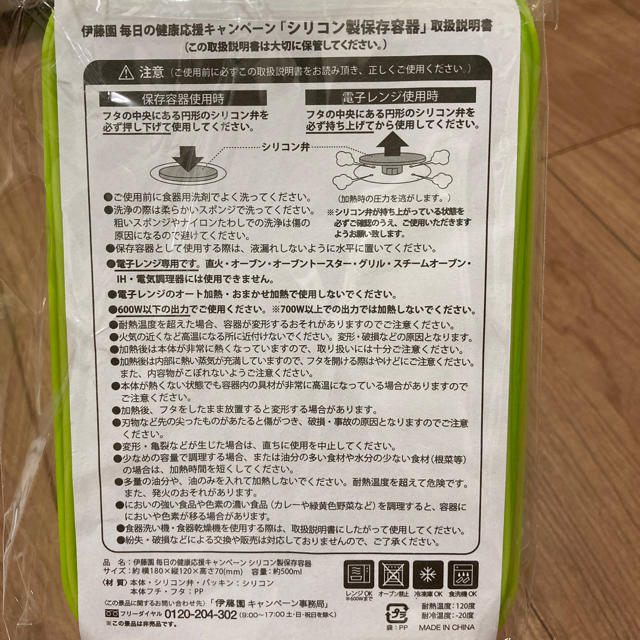 伊藤園 毎日の健康応援キャンペーン「シリコン製保存容器」取扱説明書
(この取扱説明書は大切に保管してください。)
注意 (ご使用前に必ずこの取扱説明書をお読み頂き、正しくご使用ください。)
保存容器使用時
フタの中央にある円形のシリコン弁を
必ず押し下げて使用してください。
電子レンジ使用時
フタの中央にある円形のシリコン弁を
必ず持ち上げてから使用してください。
シリコン弁
(加熱時の圧力を逃がします。)
※シリコン弁が持ち上がっている状態を
必ずご確認のうえ、ご使用いただきます
ようお願い致します。
●ご使用前に食器用洗剤でよく洗ってください。
●洗浄の際は柔らかいスポンジで洗ってください。
粗いスポンジやナイロンたわしでの洗浄は傷の
原因になるので避けてください。
●保存容器として使用する際は、液漏れしないように水平に置いてください。
●電子レンジ専用です。直火・オーブン・オーブントースター・グリル・スチームオーブン・
IH・電気調理器には使用できません。
●電子レンジのオート加熱・おまかせ加熱で使用しないでください。
●600W以下の出力でご使用ください。※700W以上での出力では加熱しないでください。
●耐熱温度を超えた場合、容器が変形するおそれがありますのでご注意ください。
●火気の近くなど高温になる所に近付けないでください。変形・破損などの原因となります。
●加熱後は本体が非常に熱くなっていますので、取り扱いには十分ご注意ください。
●加熱後は内部に熱い蒸気が充満していますので、フタを開ける際はやけどにご注意ください。
また、内容物がこぼれないようにご注意ください。
●本体が熱くない状態でも容器内の具材が非常に高温になっている場合がありますので
ご注意ください。
●加熱後、フタをしたまま放置すると変形する場合があります。
●刃物など先の尖ったものがあたると傷がつき、破損・事故の原因となりますのでご注意
ください。
●変形・亀裂などが生じた場合は、直ちに使用を中止してください。
●少なめの容量で調理する場合、または油分の多い食材や水分の少ない食材(根菜等)
の場合は、加熱時間を短くしてください。
●多量の油分や、油のみを入れて加熱しないでください。耐熱温度を超えて危険です。
また、発火のおそれがあります。
●においの強い食品や色素の濃い食品(カレーや緑黄色野菜など)を調理すると、容器に
においや色素が移る場合があります。
●食器洗い機・食器乾燥機を使用する際は、取扱説明書にしたがって使用してください。
●紛失・破損などによる交換や販売は対応しておりませんので、ご了承ください。
品 名:伊藤園 毎日の健康応援キャンペーン シリコン製保存容器
サイズ:約 横180×縦120×高さ70(mm) 容量:約500ml
〈材 質〉本体・シリコン弁・パッキン:シリコン
本体フチ・フタ:PP
〈この景品に関するお問い合わせ先〉「伊藤園 キャンペーン事務局」
フリーダイヤル 0120-204-302 (9:00〜17:00 土・日・祝日を除く)
〈この景品は非売品です〉
レンジOK
※600Wまで
オーブン禁止
冷凍庫OK
食洗機OK
プラ
袋:PP
耐熱温度:120度
耐冷温度:-20度
MADE IN CHINA